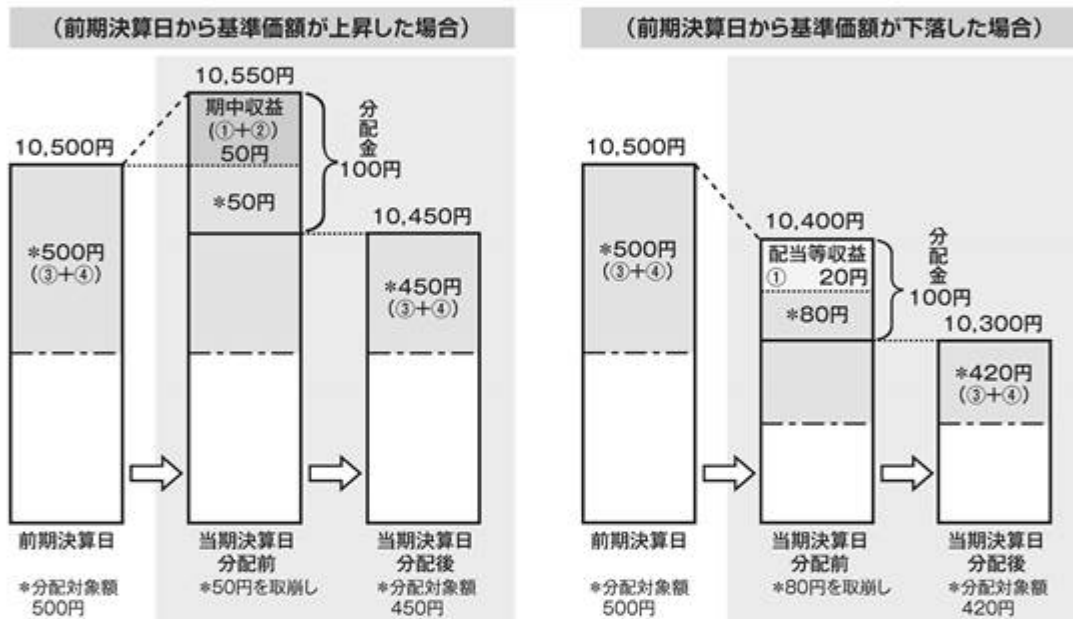 (前期決算日から基準価額が上昇した場合)
10,550円
期中収益
(①+②)
50円
*50円
分配金
100円
10,500円
*500円
(③+④)
10,450円
*450円
(③+④)
前期決算日
当期決算日
分配前
当期決算日
分配後
*分配対象額
500円
*50円を取崩し
*分配対象額
450円
(前期決算日から基準価額が下落した場合)
10,500円
*500円
(③+④)
10,400円
配当等収益
① 20円
*80円
分配金
100円
10,300円
*420円
(③+④)
前期決算日
当期決算日
分配前
当期決算日
分配後
*分配対象額
500円
*80円を取崩し
*分配対象額
420円